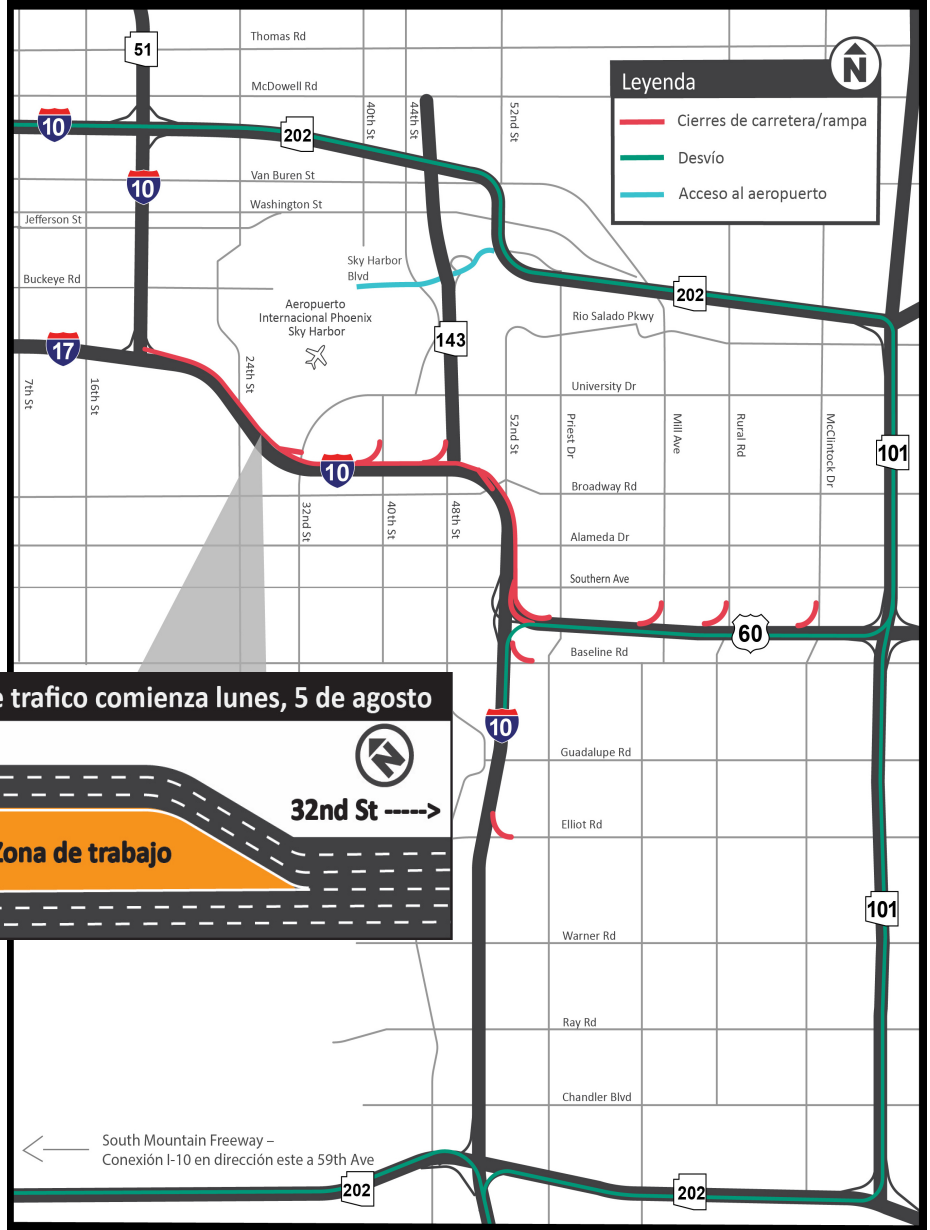 Thomas Rd
51
McDowell Rd
40th St
44th St
52nd St
N
Leyenda
Cierres de carretera/rampa
Desvío
Acceso al aeropuerto
10
202
10
Van Buren St
Washington St
Jefferson St
Sky Harbor
Blvd
Buckeye Rd
Aeropuerto
Internacional Phoenix
Sky Harbor
202
Rio Salado Pkwy
143
17
7th St
16th St
24th St
University Dr
52nd St
Priest Dr
Mill Ave
Rural Rd
McClintock Dr
101
10
Broadway Rd
32nd St
40th St
48th St
Alameda Dr
Southern Ave
60
Baseline Rd
trafico comienza lunes, 5 de agosto
N
32nd St ----->
Zona de trabajo
10
Guadalupe Rd
Elliot Rd
101
Warner Rd
Ray Rd
Chandler Blvd
South Mountain Freeway –
Conexión I-10 en dirección este a 59th Ave
202
202